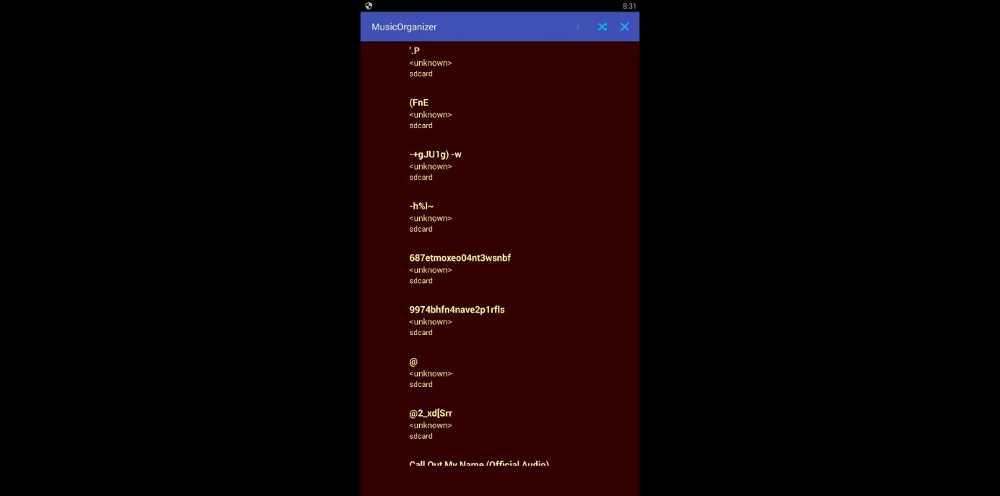 8:31
MusicOrganizer
'.P
<unknown>
sdcard
(FnE
<unknown>
sdcard
-+gJU1g) -w
<unknown>
sdcard
-h%l~
<unknown>
sdcard
687etmoxeo04nt3wsnbf
<unknown>
sdcard
9974bhfn4nave2p1rfls
<unknown>
sdcard
@
<unknown>
sdcard
@2_xd[Srr
<unknown>
sdcard
Call Out My Name (Official Audio)